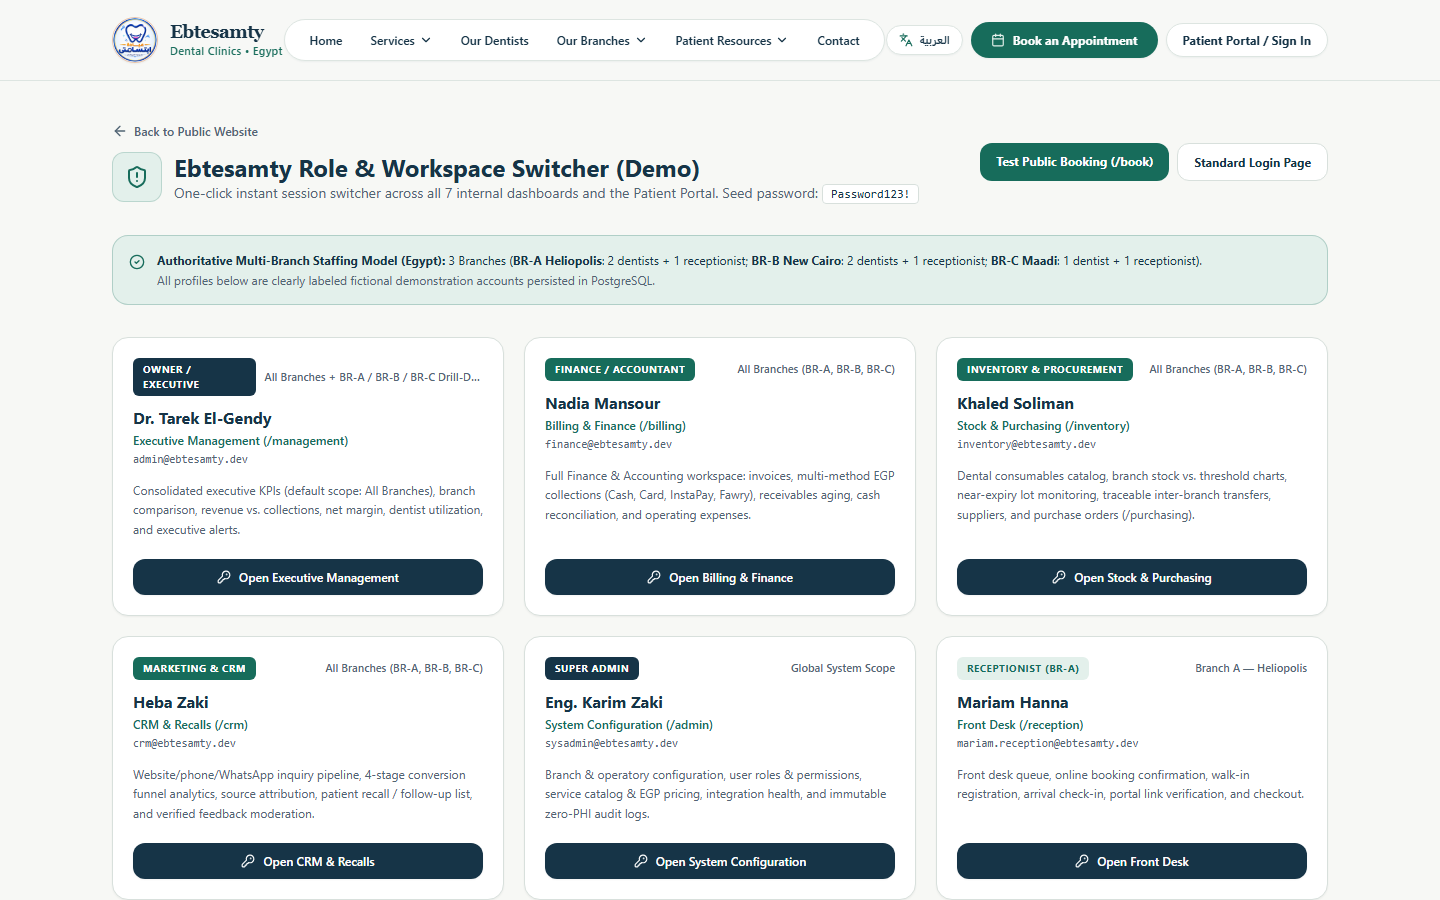 ابتسامتي
Ebtesamty
Dental Clinics • Egypt
Home
Services
Our Dentists
Our Branches
Patient Resources
Contact
العربية
Book an Appointment
Patient Portal / Sign In
Back to Public Website
Ebtesamty Role & Workspace Switcher (Demo)
One-click instant session switcher across all 7 internal dashboards and the Patient Portal. Seed password: Password123!
Test Public Booking (/book)
Standard Login Page
Authoritative Multi-Branch Staffing Model (Egypt): 3 Branches (BR-A Heliopolis: 2 dentists + 1 receptionist; BR-B New Cairo: 2 dentists + 1 receptionist; BR-C Maadi: 1 dentist + 1 receptionist).
All profiles below are clearly labeled fictional demonstration accounts persisted in PostgreSQL.
OWNER /
EXECUTIVE
All Branches + BR-A / BR-B / BR-C Drill-D...
Dr. Tarek El-Gendy
Executive Management (/management)
admin@ebtesamty.dev
Consolidated executive KPIs (default scope: All Branches), branch
comparison, revenue vs. collections, net margin, dentist utilization,
and executive alerts.
Open Executive Management
FINANCE / ACCOUNTANT
All Branches (BR-A, BR-B, BR-C)
Nadia Mansour
Billing & Finance (/billing)
finance@ebtesamty.dev
Full Finance & Accounting workspace: invoices, multi-method EGP
collections (Cash, Card, InstaPay, Fawry), receivables aging, cash
reconciliation, and operating expenses.
Open Billing & Finance
INVENTORY & PROCUREMENT
All Branches (BR-A, BR-B, BR-C)
Khaled Soliman
Stock & Purchasing (/inventory)
inventory@ebtesamty.dev
Dental consumables catalog, branch stock vs. threshold charts,
near-expiry lot monitoring, traceable inter-branch transfers,
suppliers, and purchase orders (/purchasing).
Open Stock & Purchasing
MARKETING & CRM
All Branches (BR-A, BR-B, BR-C)
Heba Zaki
CRM & Recalls (/crm)
crm@ebtesamty.dev
Website/phone/WhatsApp inquiry pipeline, 4-stage conversion
funnel analytics, source attribution, patient recall / follow-up list,
and verified feedback moderation.
Open CRM & Recalls
SUPER ADMIN
Global System Scope
Eng. Karim Zaki
System Configuration (/admin)
sysadmin@ebtesamty.dev
Branch & operatory configuration, user roles & permissions,
service catalog & EGP pricing, integration health, and immutable
zero-PHI audit logs.
Open System Configuration
RECEPTIONIST (BR-A)
Branch A — Heliopolis
Mariam Hanna
Front Desk (/reception)
mariam.reception@ebtesamty.dev
Front desk queue, online booking confirmation, walk-in
registration, arrival check-in, portal link verification, and checkout.
Open Front Desk